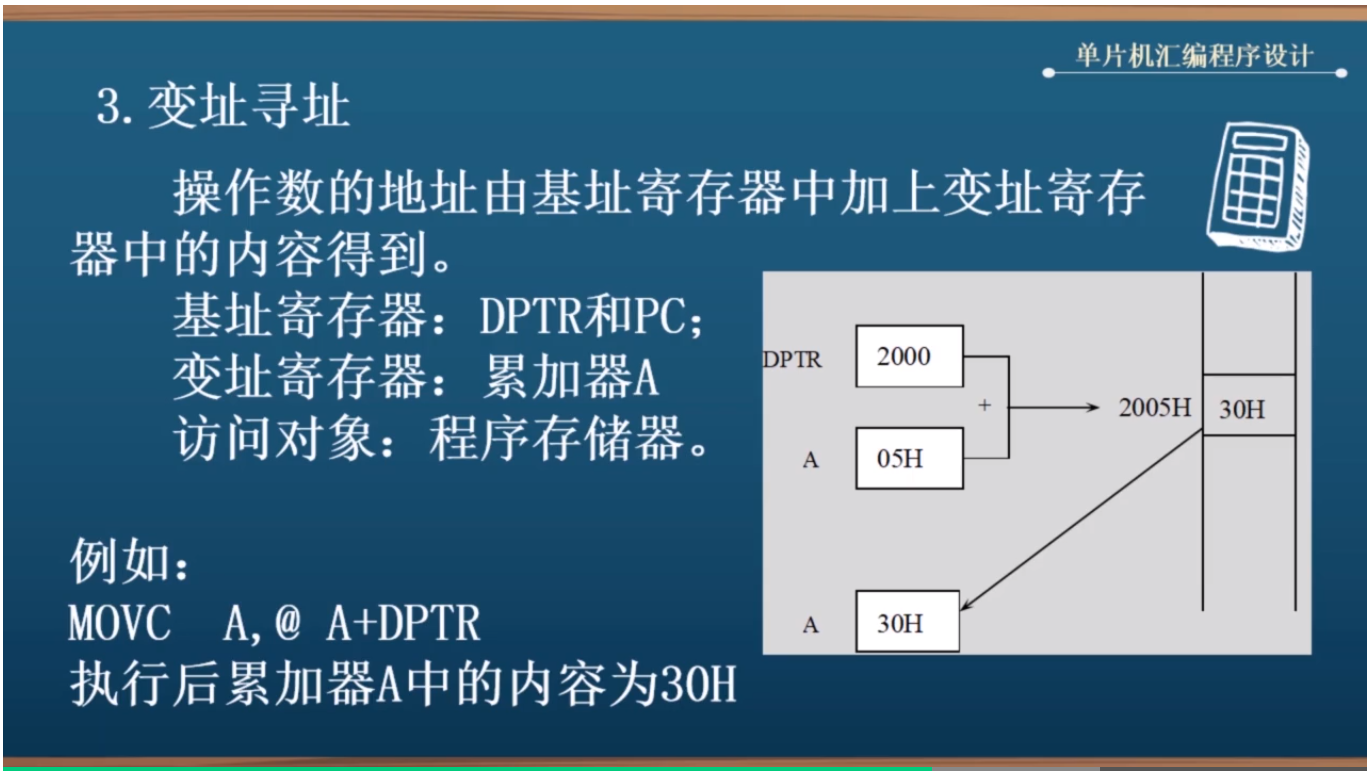 单片机汇编程序设计
3. 变址寻址
操作数的地址由基址寄存器中加上变址寄存
器中的内容得到。
基址寄存器：DPTR和PC；
变址寄存器：累加器A
访问对象：程序存储器。
例如：
MOVC A,@ A+DPTR
执行后累加器A中的内容为30H
DPTR 2000
+ 2005H 30H
A 05H
A 30H